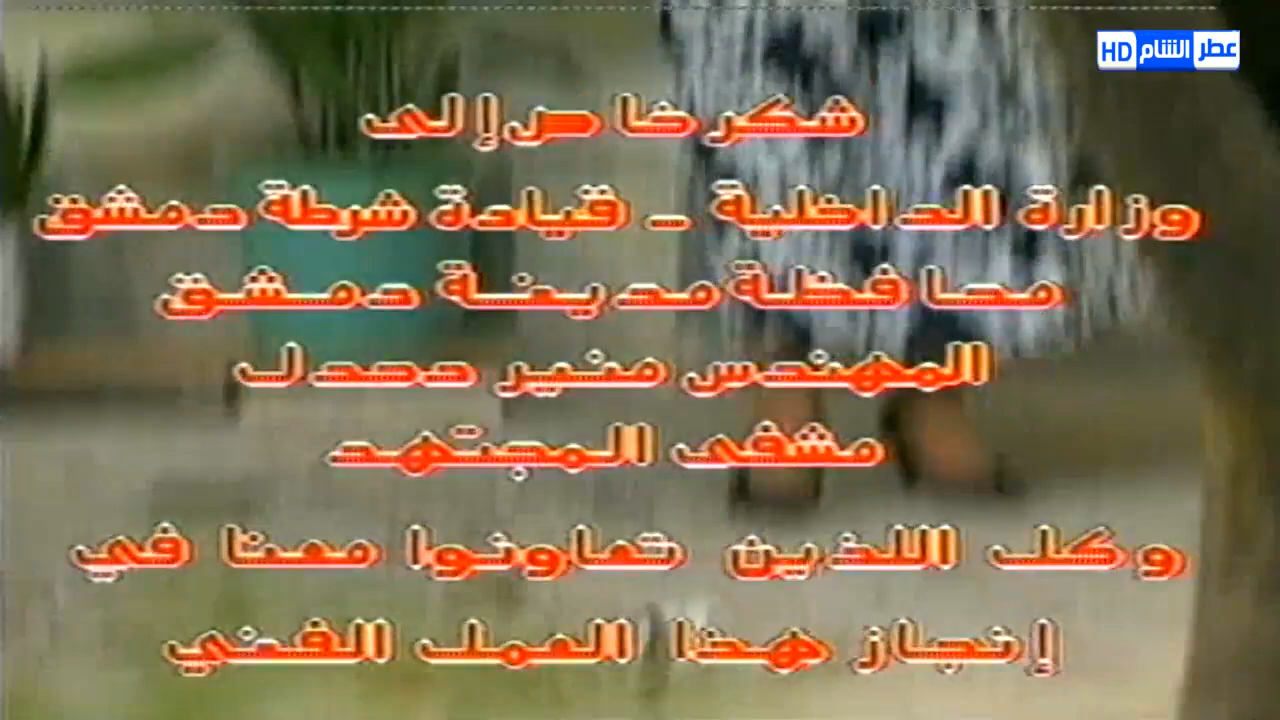 عطر الشام HD
شكر خاص إلى
وزارة الداخلية - قيادة شرطة دمشق
محافظة مدينة دمشق
المهندس منير دحدل
مشفى المجتهد
وكل اللذين تعاونوا معنا في
إنجاز هذا العمل الفني